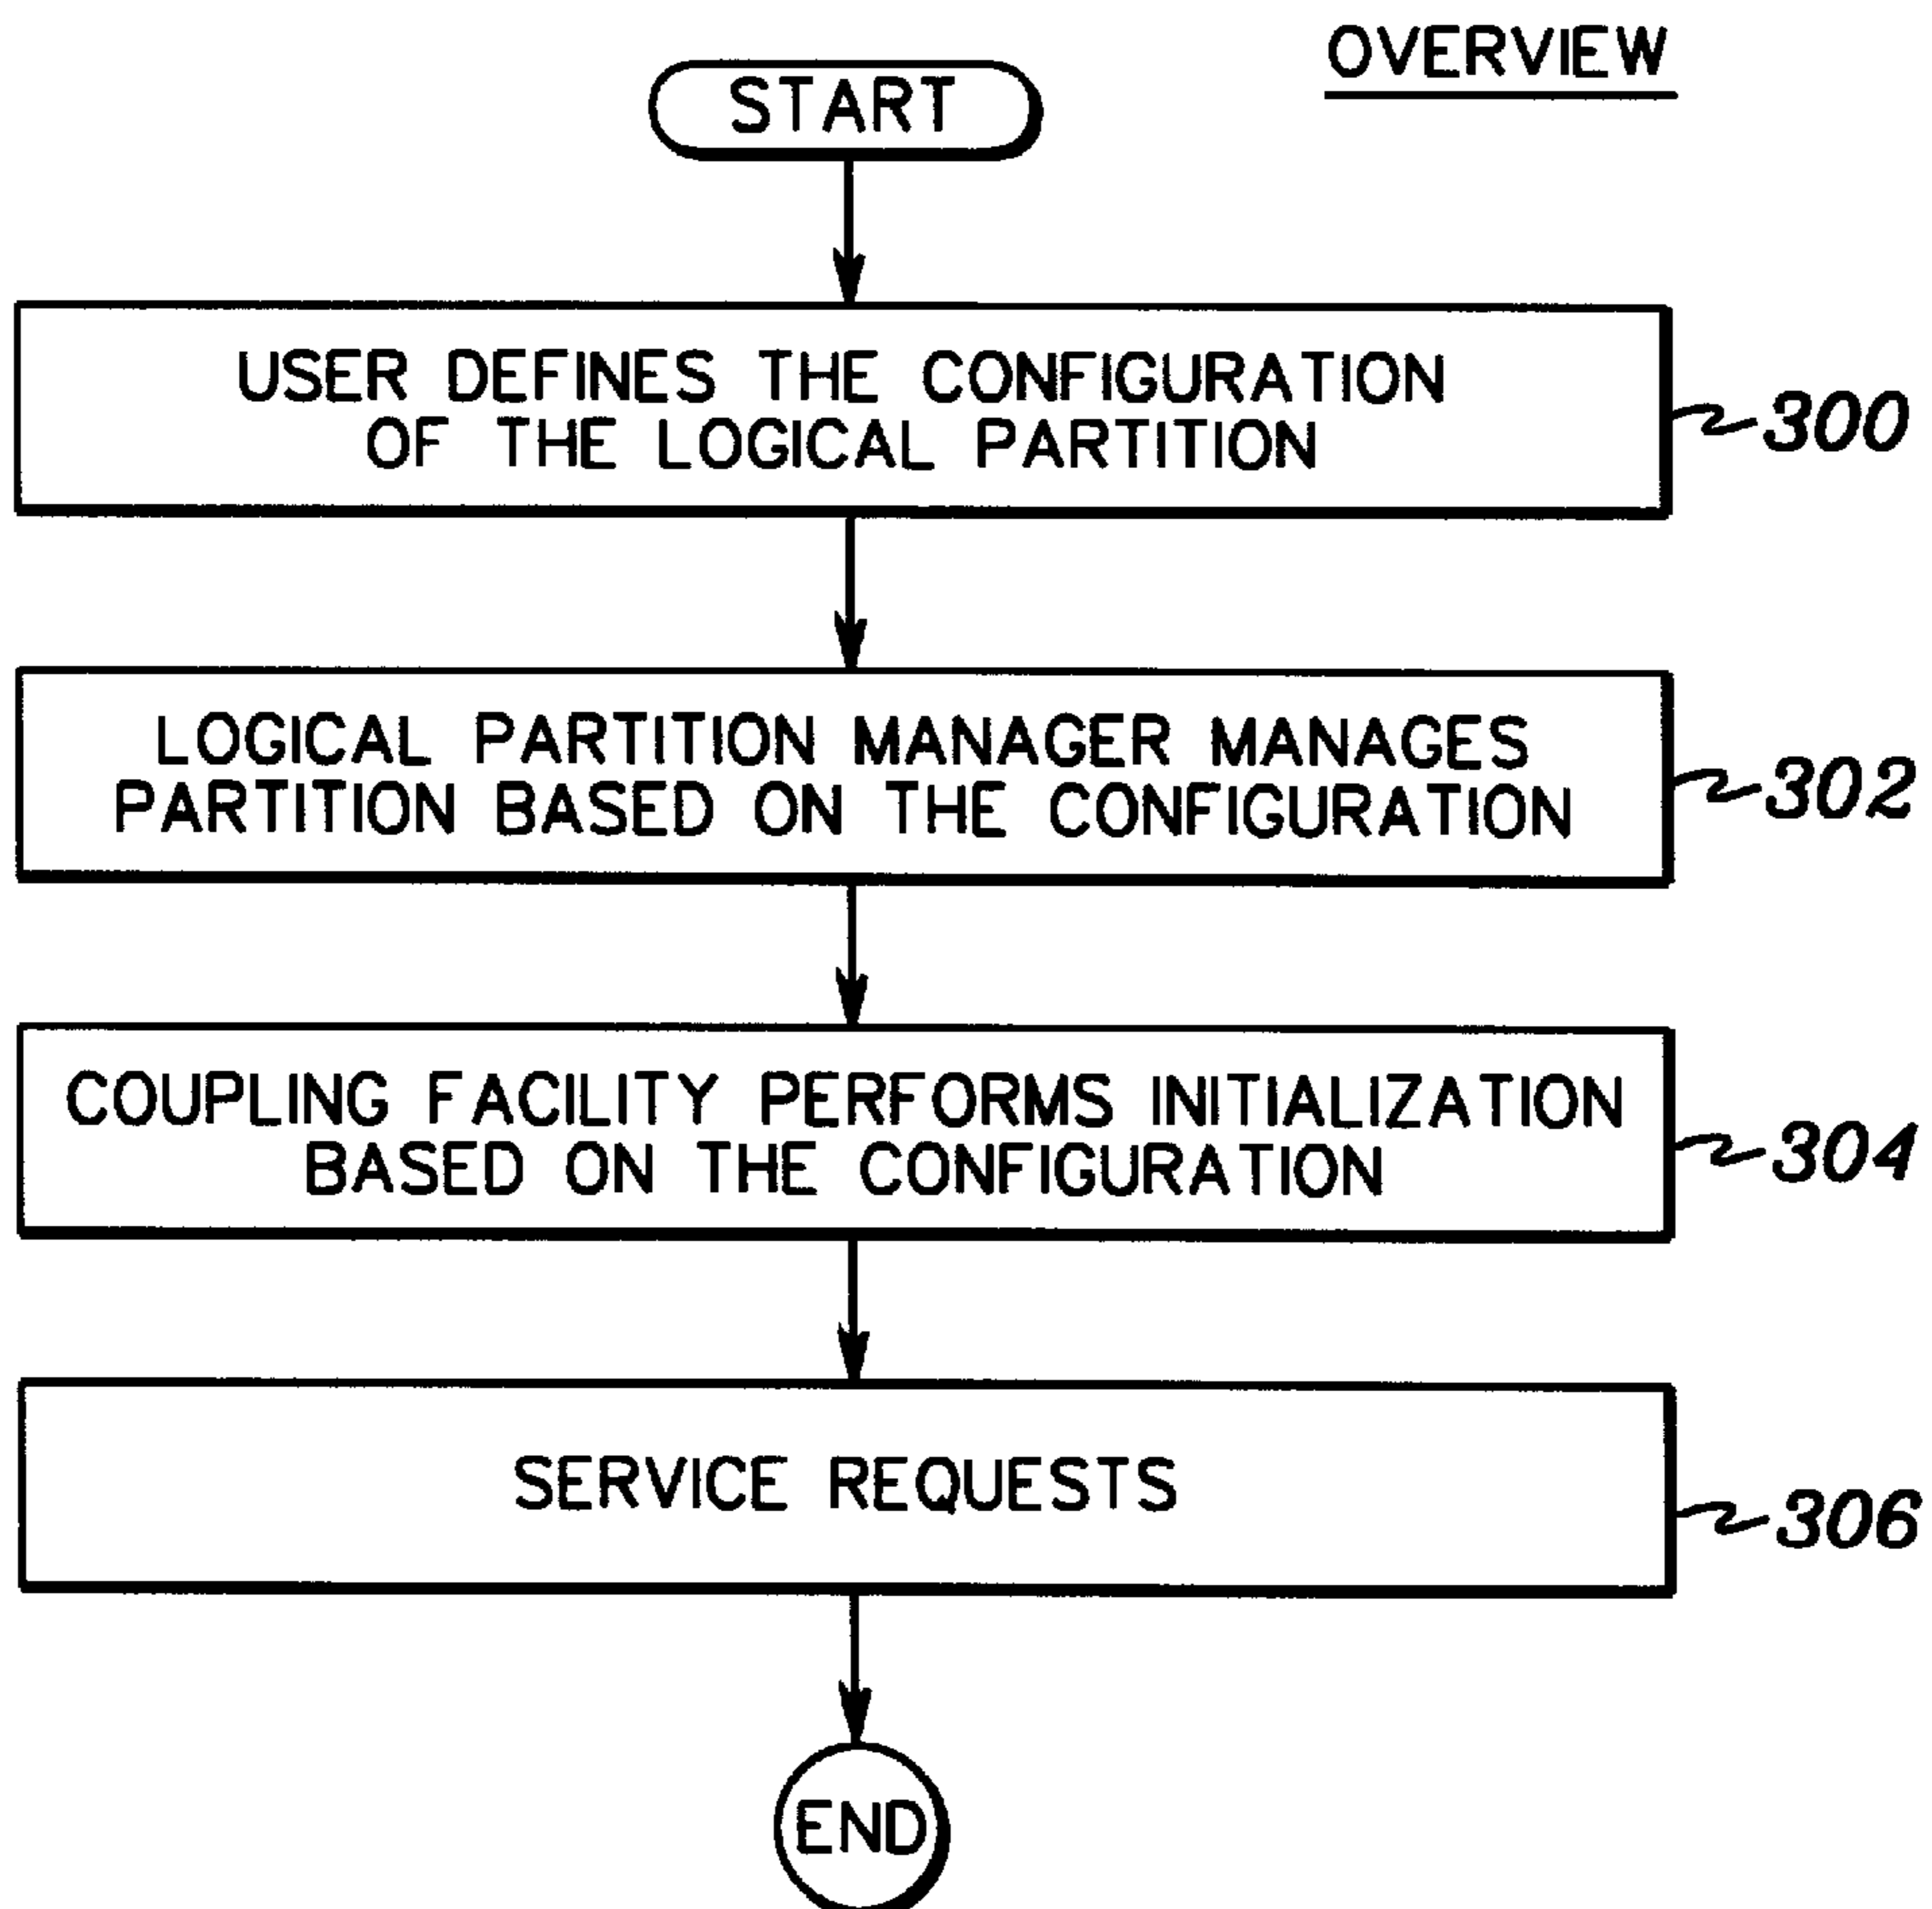 OVERVIEW
START
USER DEFINES THE CONFIGURATION
OF THE LOGICAL PARTITION
300
LOGICAL PARTITION MANAGER MANAGES
PARTITION BASED ON THE CONFIGURATION
302
COUPLING FACILITY PERFORMS INITIALIZATION
BASED ON THE CONFIGURATION
304
SERVICE REQUESTS
306
END